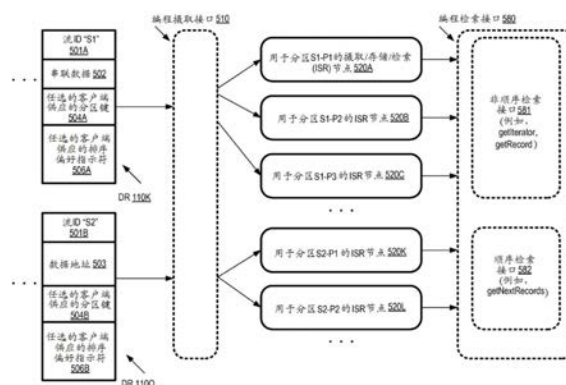 编程摄取接口 510
编程检索接口 580
流ID "S1"
501A
串联数据 502
任选的客户端
供应的分区键
504A
任选的客户端
供应的排序
偏好指示符
506A
DR 110K
流ID "S2"
501B
数据地址 503
任选的客户端
供应的分区键
504B
任选的客户端
供应的排序
偏好指示符
506B
DR 110Q
用于分区S1-P1的摄取/存储/检索
(ISR) 节点 520A
用于分区S1-P2的ISR节点 520B
用于分区S1-P3的ISR节点 520C
用于分区S2-P1的ISR节点 520K
用于分区S2-P2的ISR节点 520L
非顺序检索
接口 581
(例如，
getIterator,
getRecord)
顺序检索
接口 582
(例如，
getNextRecords)